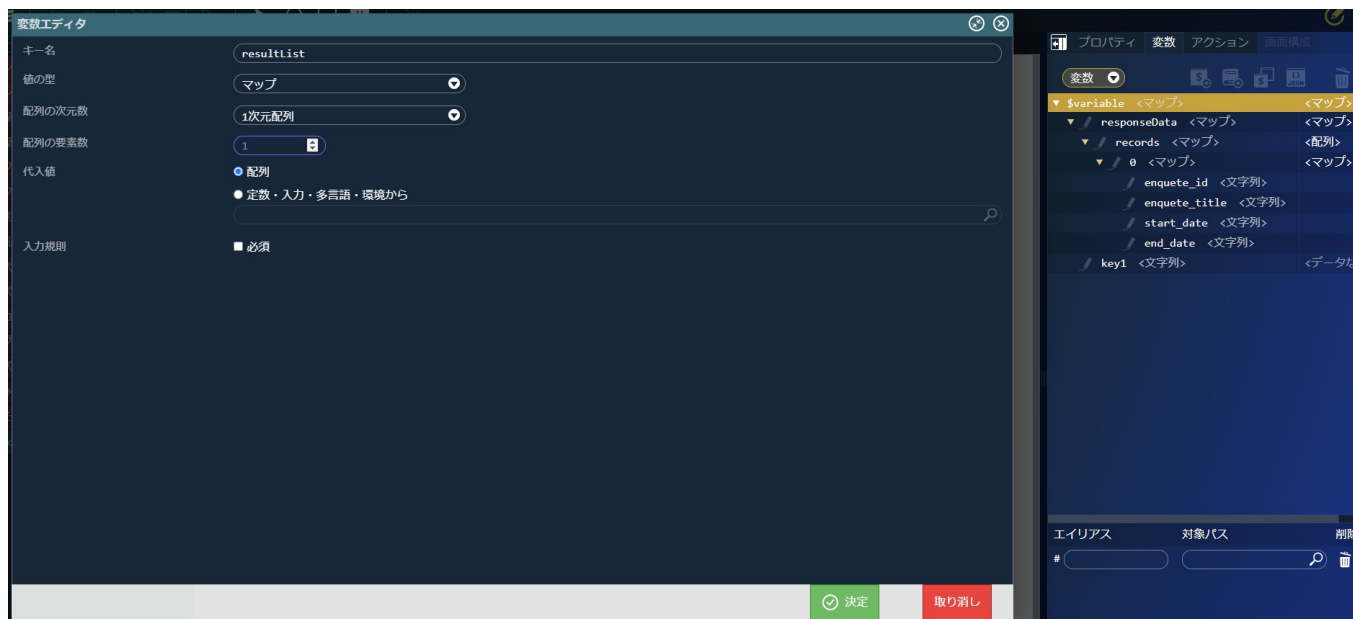 変数エディタ
キー名
resultList
値の型
マップ
配列の次元数
1次元配列
配列の要素数
1
代入値
配列
定数・入力・多言語・環境から
入力規則
必須
決定
取り消し
プロパティ 変数 アクション 画面構成
変数
$variable <マップ> <マップ>
responseData <マップ> <マップ>
records <マップ> <配列>
0 <マップ> <マップ>
enquete_id <文字列>
enquete_title <文字列>
start_date <文字列>
end_date <文字列>
key1 <文字列> <データな
エイリアス 対象パス 削除
#